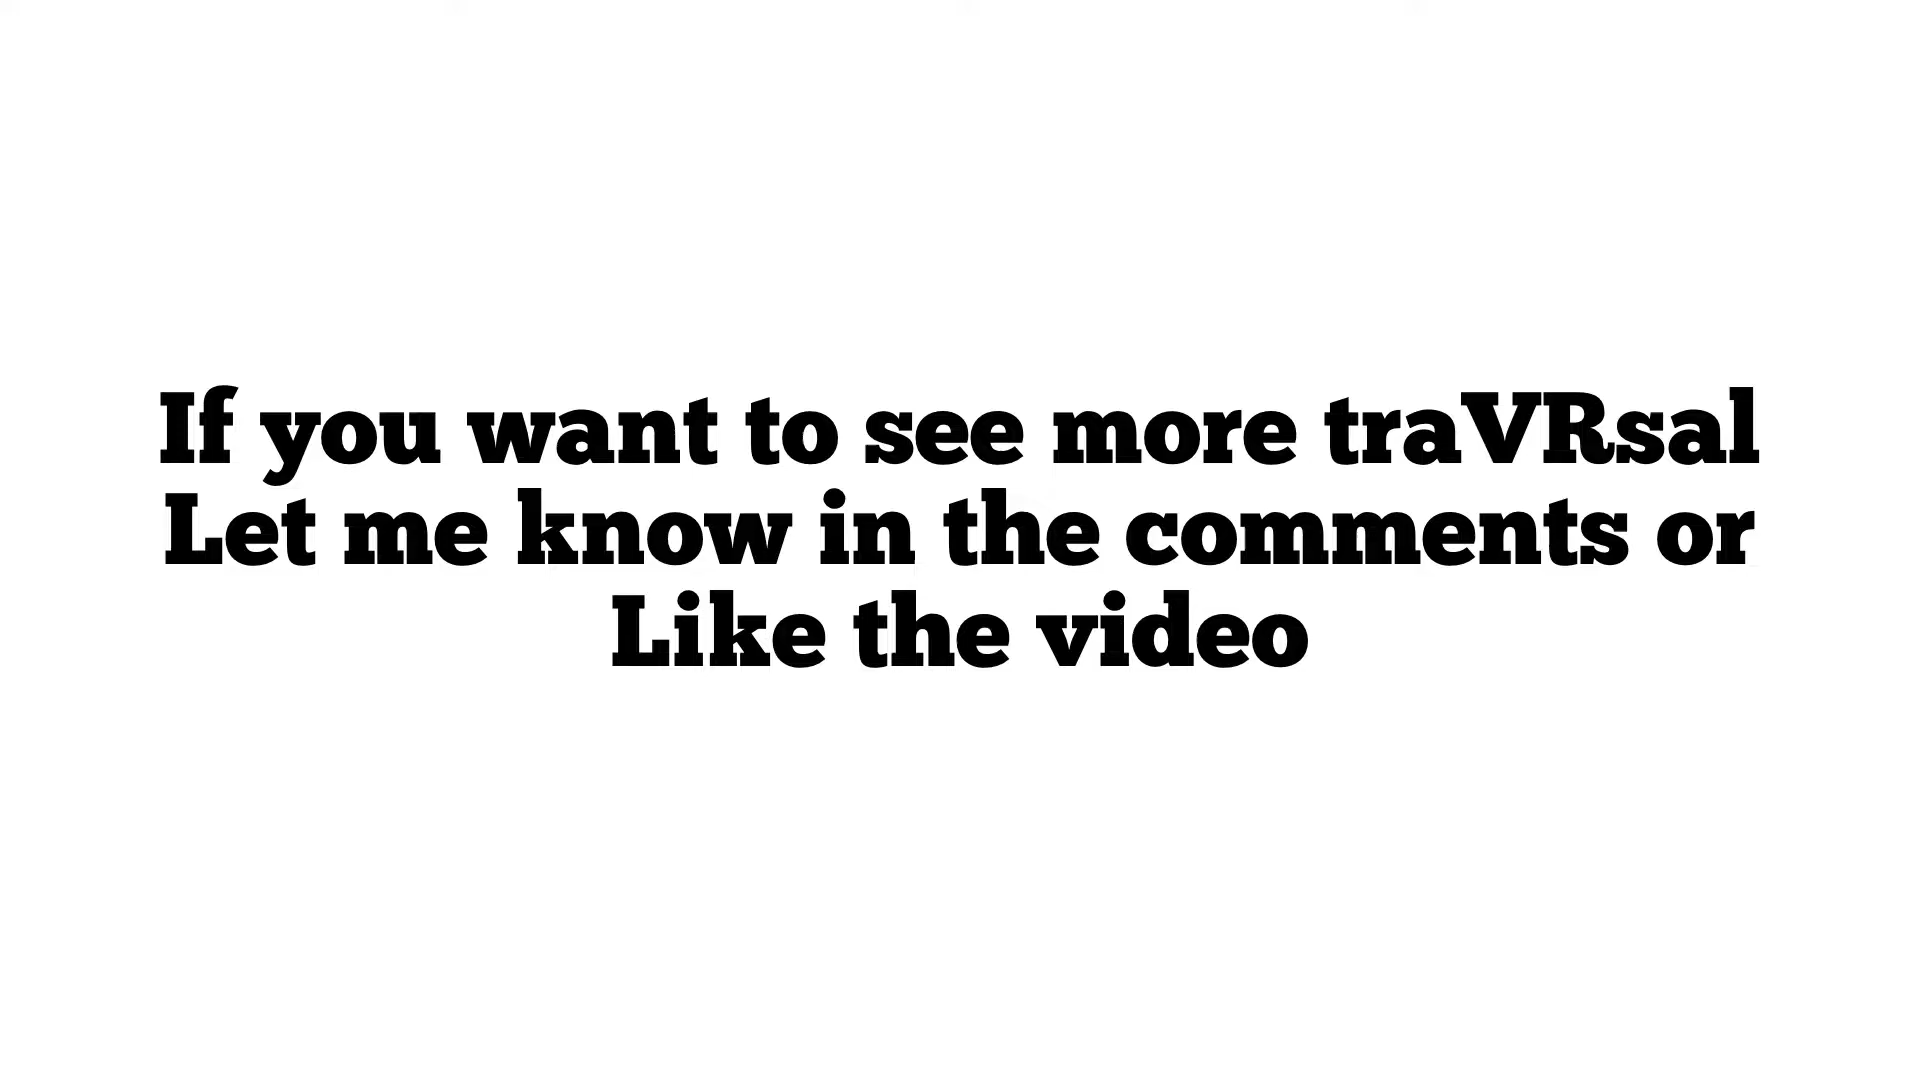 If you want to see more traVRsal
Let me know in the comments or
Like the video